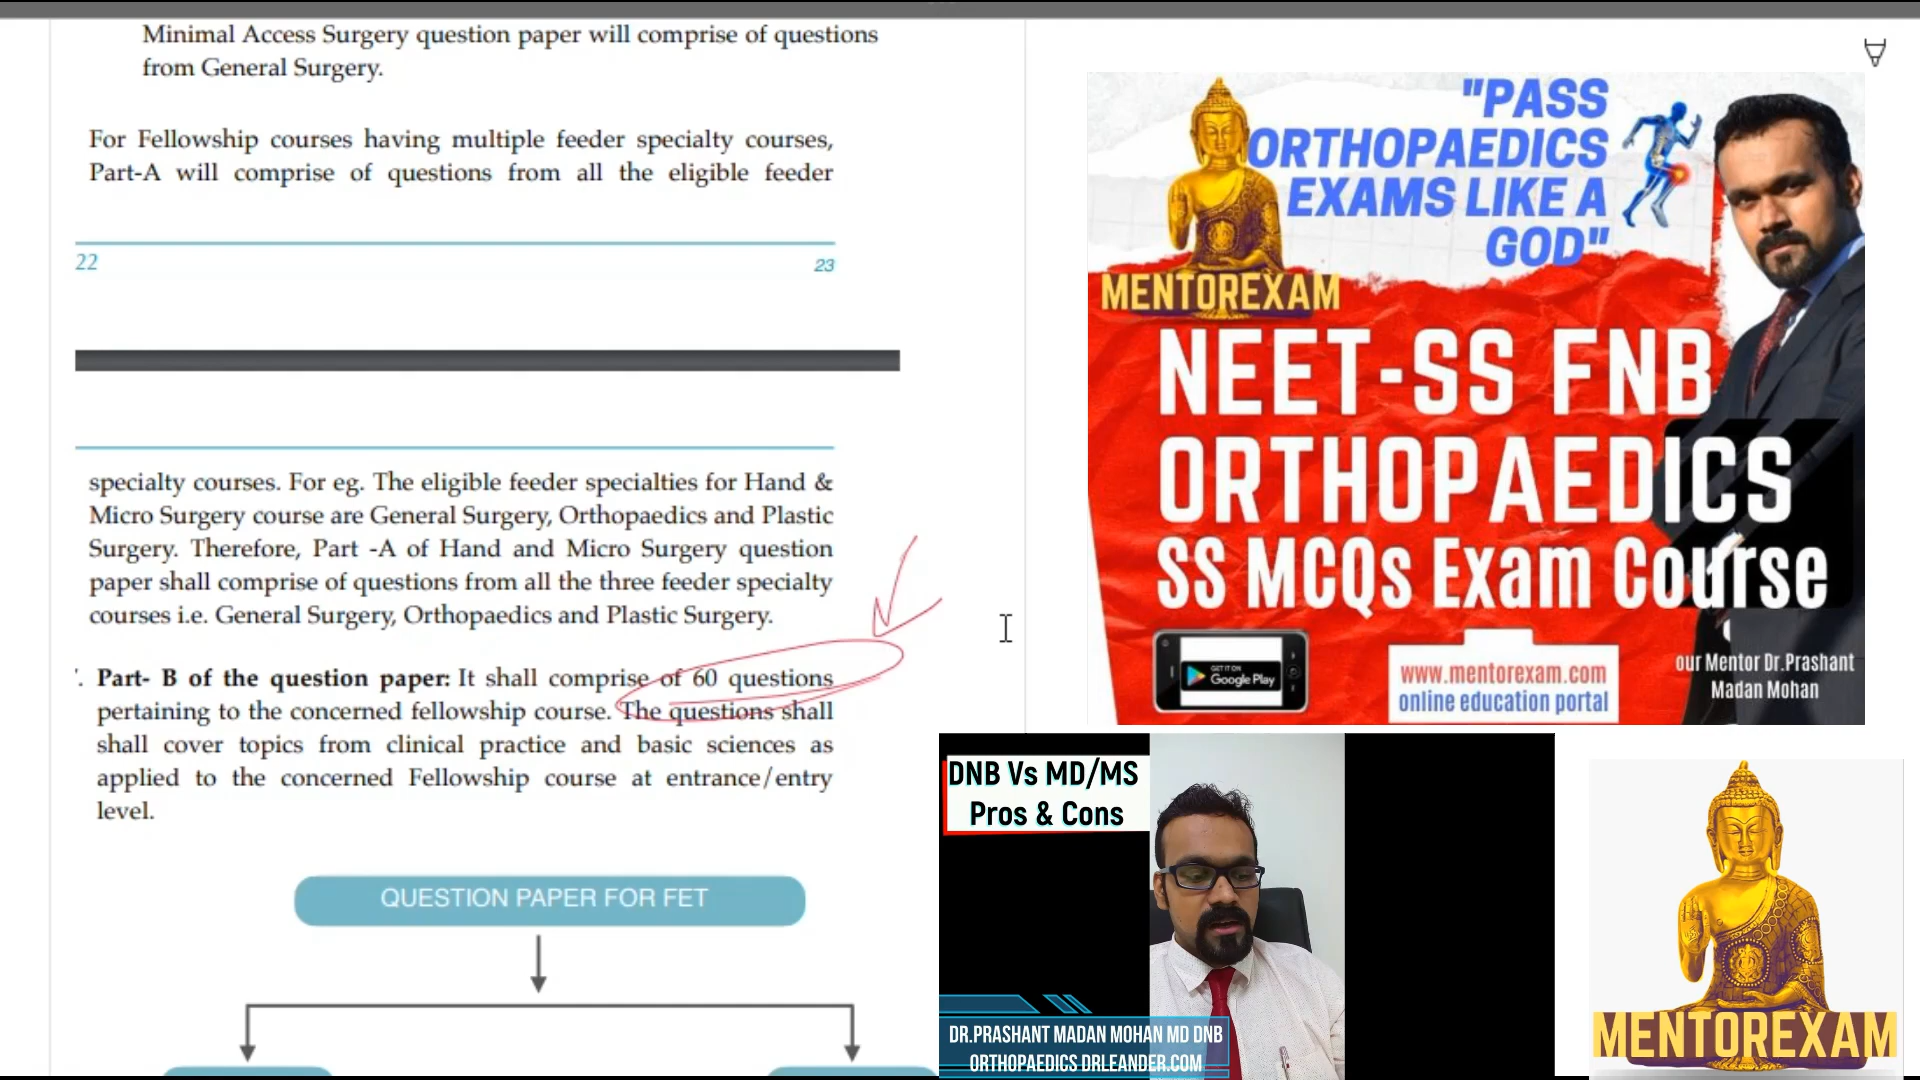 Minimal Access Surgery question paper will comprise of questions
from General Surgery.
For Fellowship courses having multiple feeder specialty courses,
Part-A will comprise of questions from all the eligible feeder
22
23
specialty courses. For eg. The eligible feeder specialties for Hand &
Micro Surgery course are General Surgery, Orthopaedics and Plastic
Surgery. Therefore, Part -A of Hand and Micro Surgery question
paper shall comprise of questions from all the three feeder specialty
courses i.e. General Surgery, Orthopaedics and Plastic Surgery.
Part- B of the question paper: It shall comprise of 60 questions
pertaining to the concerned fellowship course. The questions shall
shall cover topics from clinical practice and basic sciences as
applied to the concerned Fellowship course at entrance/entry
level.
QUESTION PAPER FOR FET
"PASS
ORTHOPAEDICS
EXAMS LIKE A
GOD"
MENTOREXAM
NEET-SS FNB
ORTHOPAEDICS
SS MCQs Exam Course
GET IT ON
Google Play
www.mentorexam.com
online education portal
our Mentor Dr.Prashant
Madan Mohan
DNB Vs MD/MS
Pros & Cons
DR.PRASHANT MADAN MOHAN MD DNB
ORTHOPAEDICS DRLEANDER.COM
MENTOREXAM